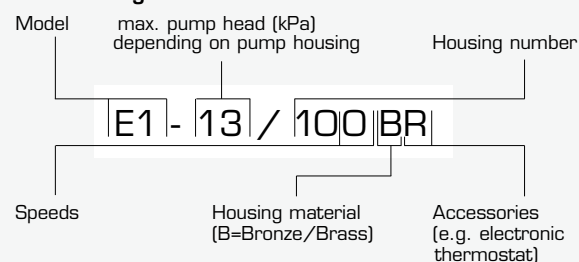 Model
max. pump head (kPa)
depending on pump housing
Housing number
E1 - 13 / 100 BR
Speeds
Housing material
(B=Bronze/Brass)
Accessories
(e.g. electronic
thermostat)